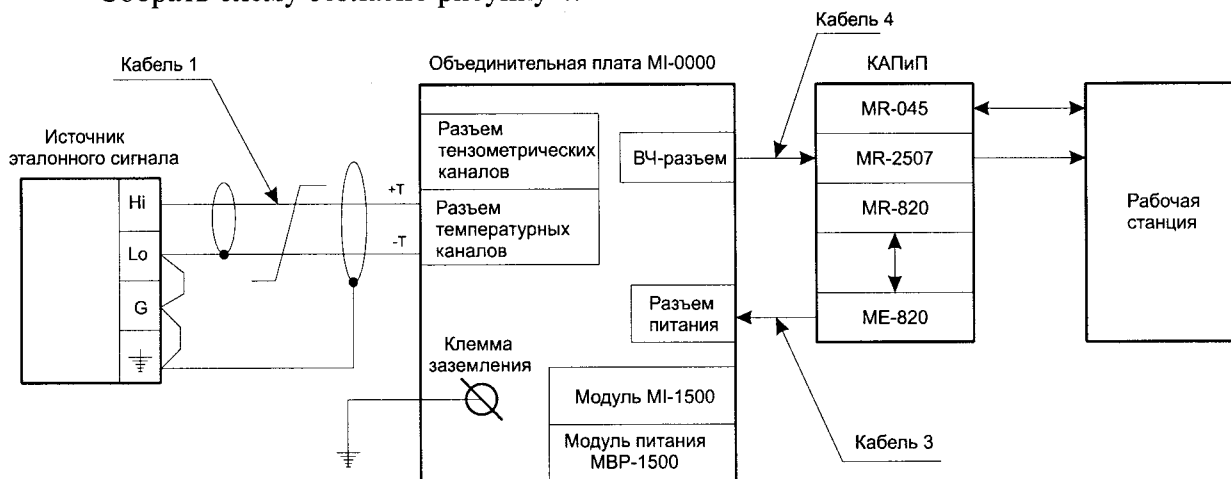 Кабель 4
Кабель 1
Объединительная плата MI-0000
КАПиП
Источник
эталонного сигнала
Hi
Lo
G
+Т
-Т
Разъем
тензометрических
каналов
Разъем
температурных
каналов
ВЧ-разъем
Разъем
питания
Клемма
заземления
Модуль MI-1500
Модуль питания
МВР-1500
MR-045
MR-2507
MR-820
ME-820
Рабочая
станция
Кабель 3